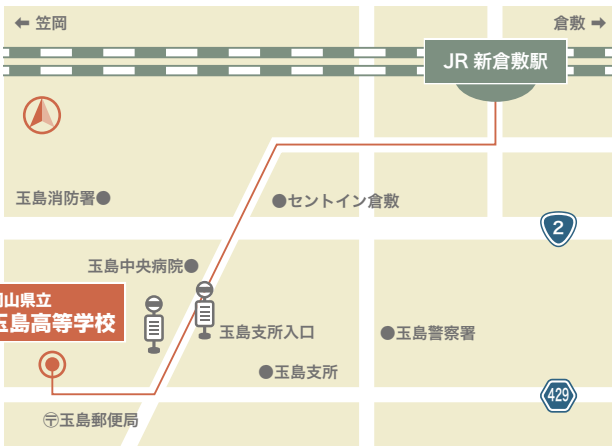 ← 笠岡
倉敷 →
JR 新倉敷駅
玉島消防署●
●セントイン倉敷
2
玉島中央病院●
岡山県立
玉島高等学校
玉島支所入口
●玉島警察署
●玉島支所
429
〶玉島郵便局